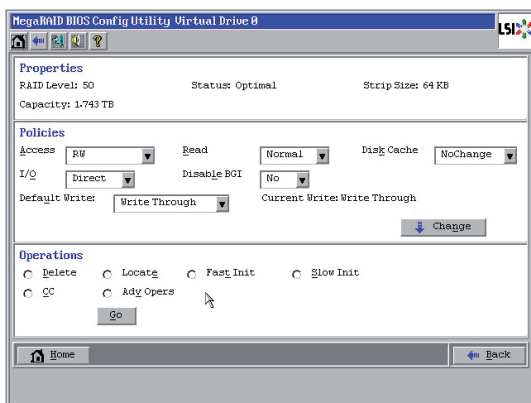 MegaRAID BIOS Config Utility Virtual Drive 0
LSI
?
Properties
RAID Level: 50 Status: Optimal Strip Size: 64 KB
Capacity: 1.743 TB
Policies
Access RW Read Normal Disk Cache NoChange
I/O Direct Disable BGI No
Default Write: Write Through Current Write: Write Through
Change
Operations
Delete Locate Fast Init Slow Init
CC Adv Opers
Go
Home Back